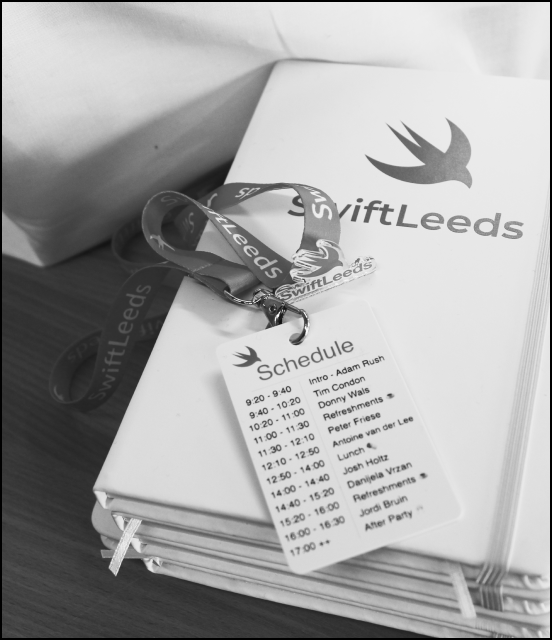 SwiftLeeds
Sw
SwiftLeeds
SwiftLeeds
SwiftLeeds
Schedule
9:20 - 9:40 Intro - Adam Rush
9:40 - 10:20 Tim Condon
10:20 - 11:00 Donny Wals
11:00 - 11:30 Refreshments
11:30 - 12:10 Peter Friese
12:10 - 12:50 Antoine van der Lee
12:50 - 14:00 Lunch
14:00 - 14:40 Josh Holtz
14:40 - 15:20 Danijela Vrzan
15:20 - 16:00 Refreshments
16:00 - 16:30 Jordi Bruin
17:00 ++ After Party